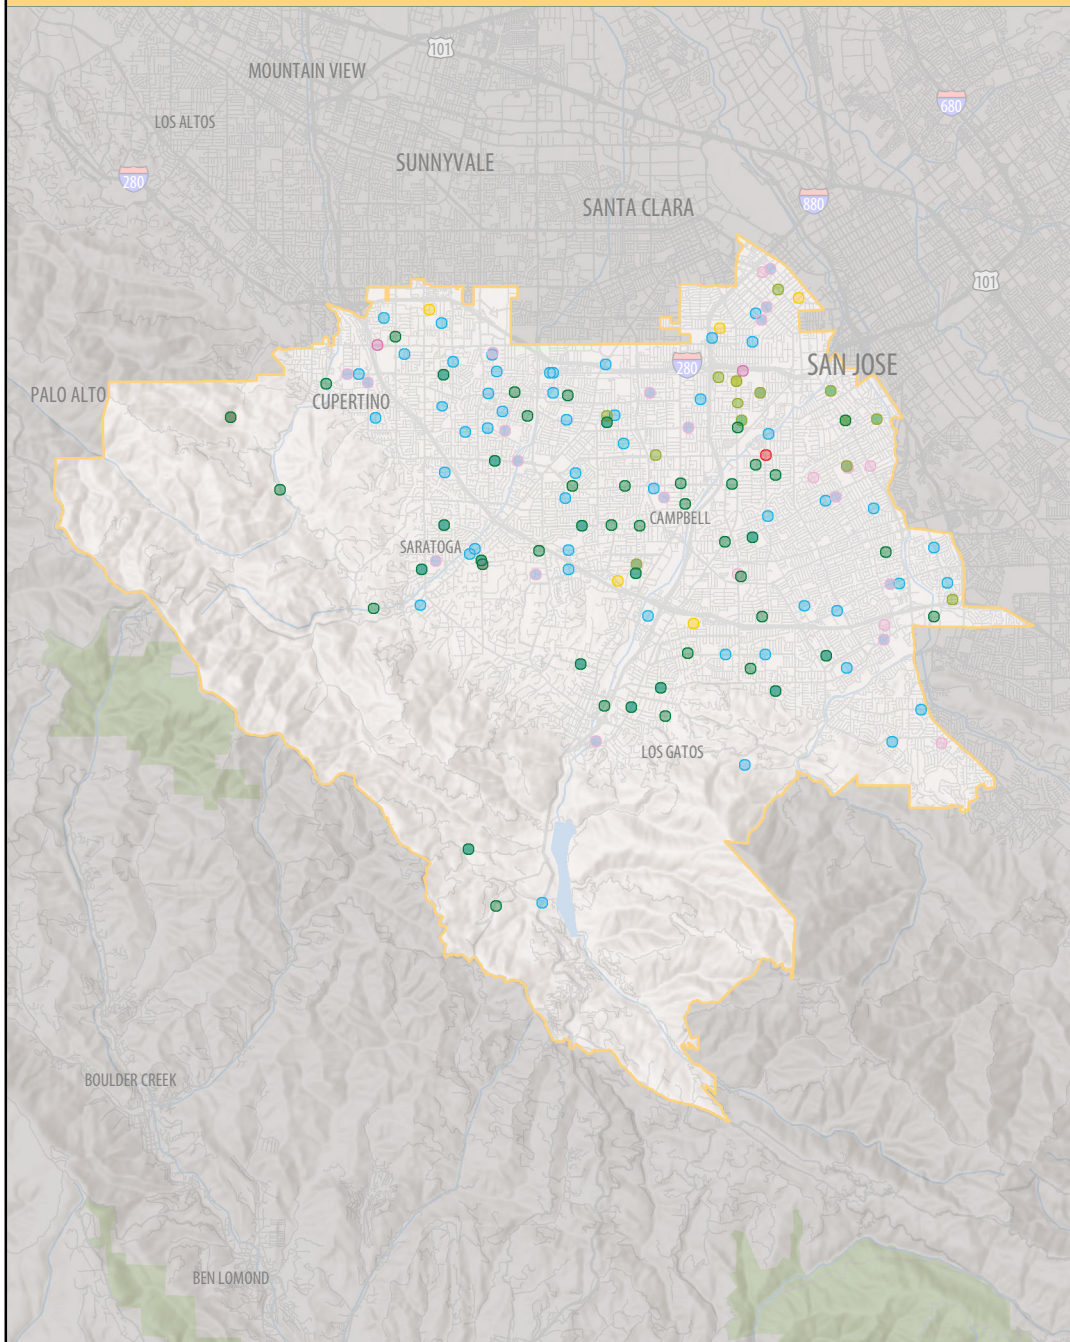 101
MOUNTAIN VIEW
680
LOS ALTOS
SUNNYVALE
280
880
SANTA CLARA
101
280
SAN JOSE
PALO ALTO
CUPERTINO
CAMPBELL
SARATOGA
LOS GATOS
BOULDER CREEK
BEN LOMOND